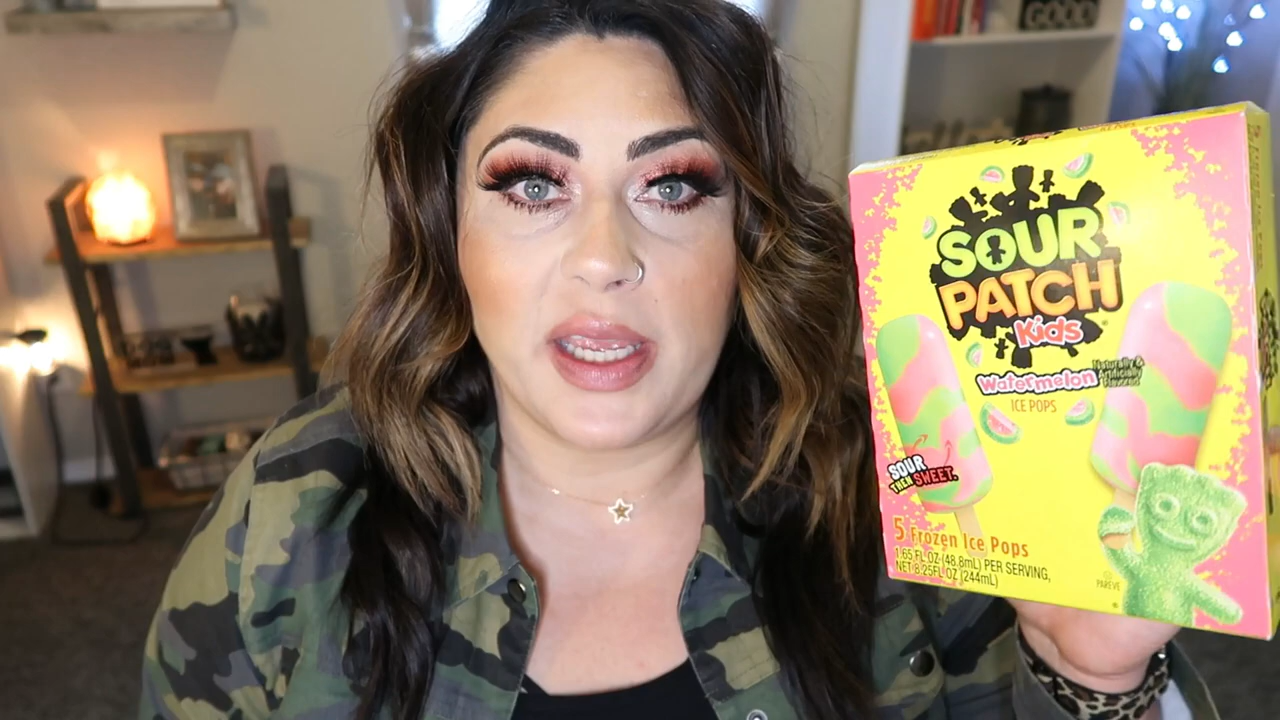 GOOD
SOUR
PATCH
Kids
Watermelon
Naturally &
Artificially
Flavored
ICE POPS
SOUR
THEN SWEET.
5 Frozen Ice Pops
1.65 FL OZ (48.8mL) PER SERVING,
NET 8.25FL OZ (244mL)
PAREVE